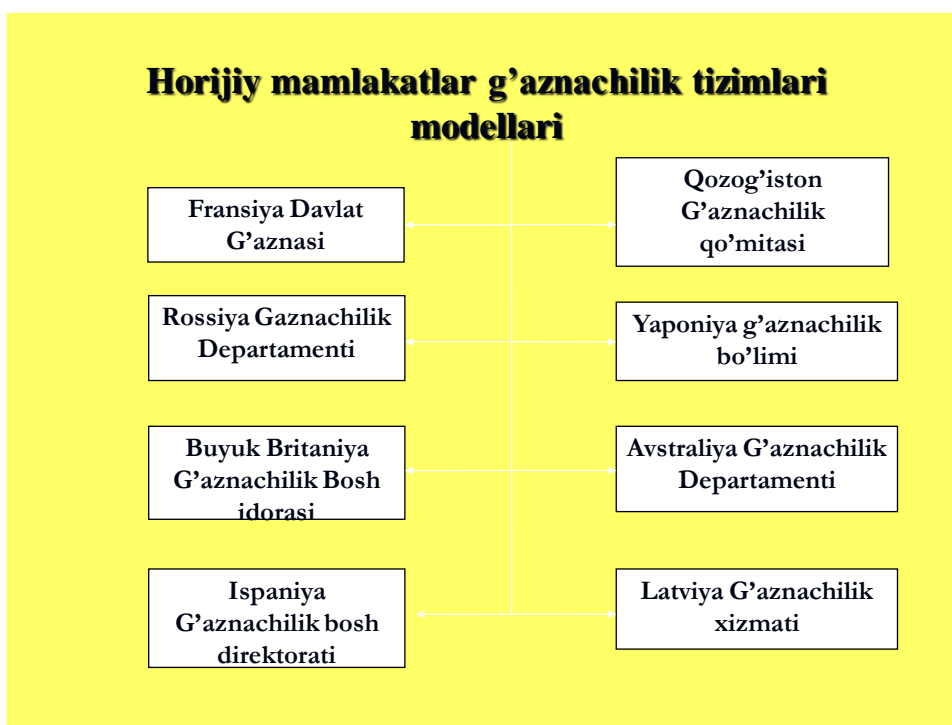 Horijiy mamlakatlar g’aznachilik tizimlari
modellari
Fransiya Davlat
G’aznasi
Qozog’iston
G’aznachilik
qo’mitasi
Rossiya Gaznachilik
Departamenti
Yaponiya g’aznachilik
bo’limi
Buyuk Britaniya
G’aznachilik Bosh
idorasi
Avstraliya G’aznachilik
Departamenti
Ispaniya
G’aznachilik bosh
direktorati
Latviya G’aznachilik
xizmati